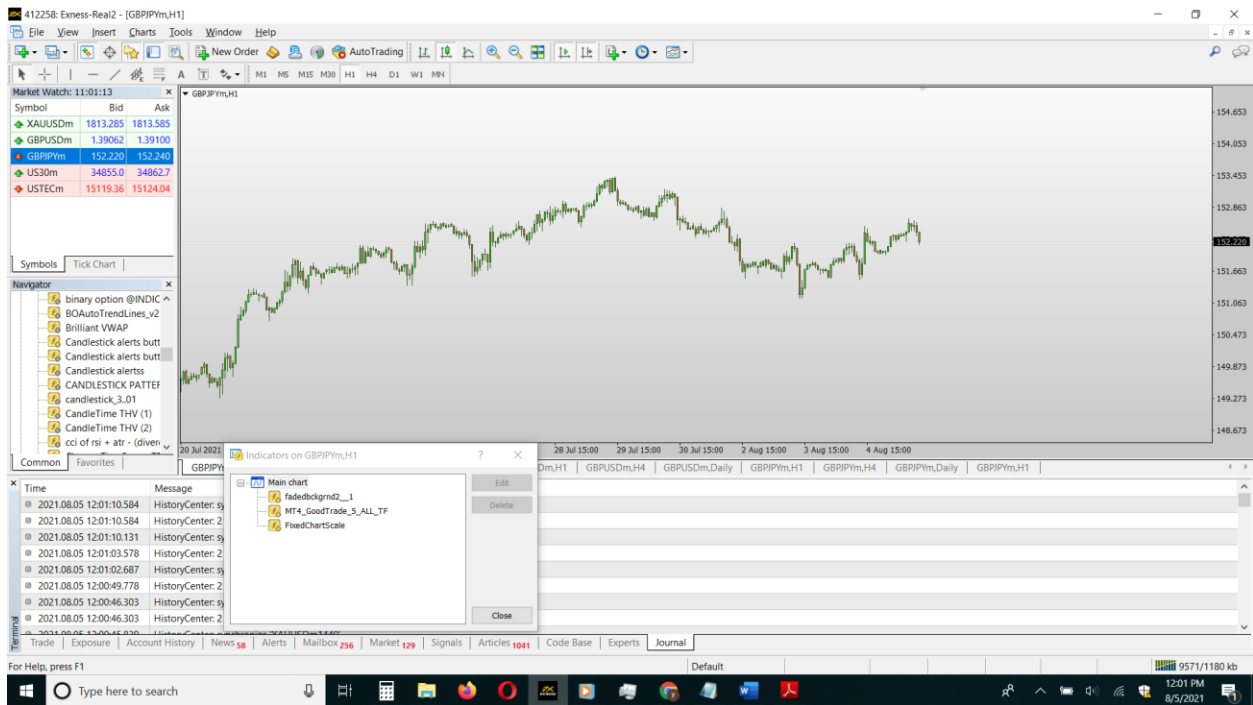 412258: Exness-Real2 - [GBPJPYm,H1]
File View Insert Charts Tools Window Help
New Order AutoTrading
A T M1 M5 M15 M30 H1 H4 D1 W1 MN
Market Watch: 11:01:13
Symbol Bid Ask
XAUUSDm 1813.285 1813.585
GBPUSDm 1.39062 1.39100
GBPJPYm 152.220 152.240
US30m 34855.0 34862.7
USTECm 15119.36 15124.04
Symbols Tick Chart
Navigator
binary option @INDIC
BOAutoTrendLines_v2
Brilliant VWAP
Candlestick alerts butt
Candlestick alerts butt
Candlestick alertss
CANDLESTICK PATTER
candlestick_3..01
CandleTime THV (1)
CandleTime THV (2)
cci of rsi + atr - (diver
Common Favorites
GBPJPYm,H1
154.653
154.053
153.453
152.863
152.220
151.663
151.063
150.473
149.873
149.273
148.673
20 Jul 2021 28 Jul 15:00 29 Jul 15:00 30 Jul 15:00 2 Aug 15:00 3 Aug 15:00 4 Aug 15:00
GBPJPY Dm,H1 GBPUSDm,H4 GBPUSDm,Daily GBPJPYm,H1 GBPJPYm,H4 GBPJPYm,Daily GBPJPYm,H1
Indicators on GBPJPYm,H1 ?
Main chart
fadedbckgrnd2__1
MT4_GoodTrade_5_ALL_TF
FixedChartScale
Edit
Delete
Close
Time Message
2021.08.05 12:01:10.584 HistoryCenter: sy
2021.08.05 12:01:10.584 HistoryCenter: 2
2021.08.05 12:01:10.131 HistoryCenter: sy
2021.08.05 12:01:03.578 HistoryCenter: 2
2021.08.05 12:01:02.687 HistoryCenter: sy
2021.08.05 12:00:49.778 HistoryCenter: 2
2021.08.05 12:00:46.303 HistoryCenter: sy
2021.08.05 12:00:46.303 HistoryCenter: 2
Terminal
Trade Exposure Account History News 58 Alerts Mailbox 256 Market 129 Signals Articles 1041 Code Base Experts Journal
For Help, press F1 Default 9571/1180 kb
Type here to search
EXNESS
12:01 PM
8/5/2021
1